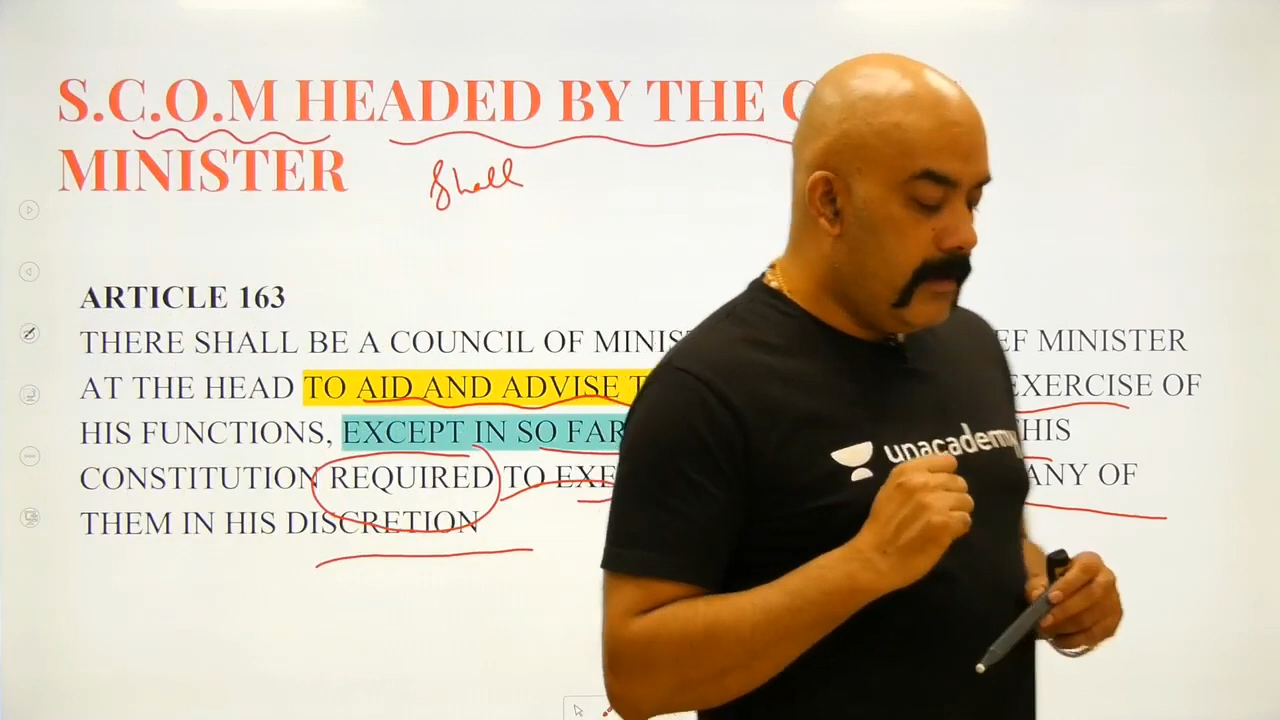 S.C.O.M HEADED BY THE C
MINISTER
Shall
ARTICLE 163
THERE SHALL BE A COUNCIL OF MINIST EF MINISTER
AT THE HEAD TO AID AND ADVISE T EXERCISE OF
HIS FUNCTIONS, EXCEPT IN SO FAR HIS
CONSTITUTION REQUIRED TO EXE ANY OF
THEM IN HIS DISCRETION
unacademy